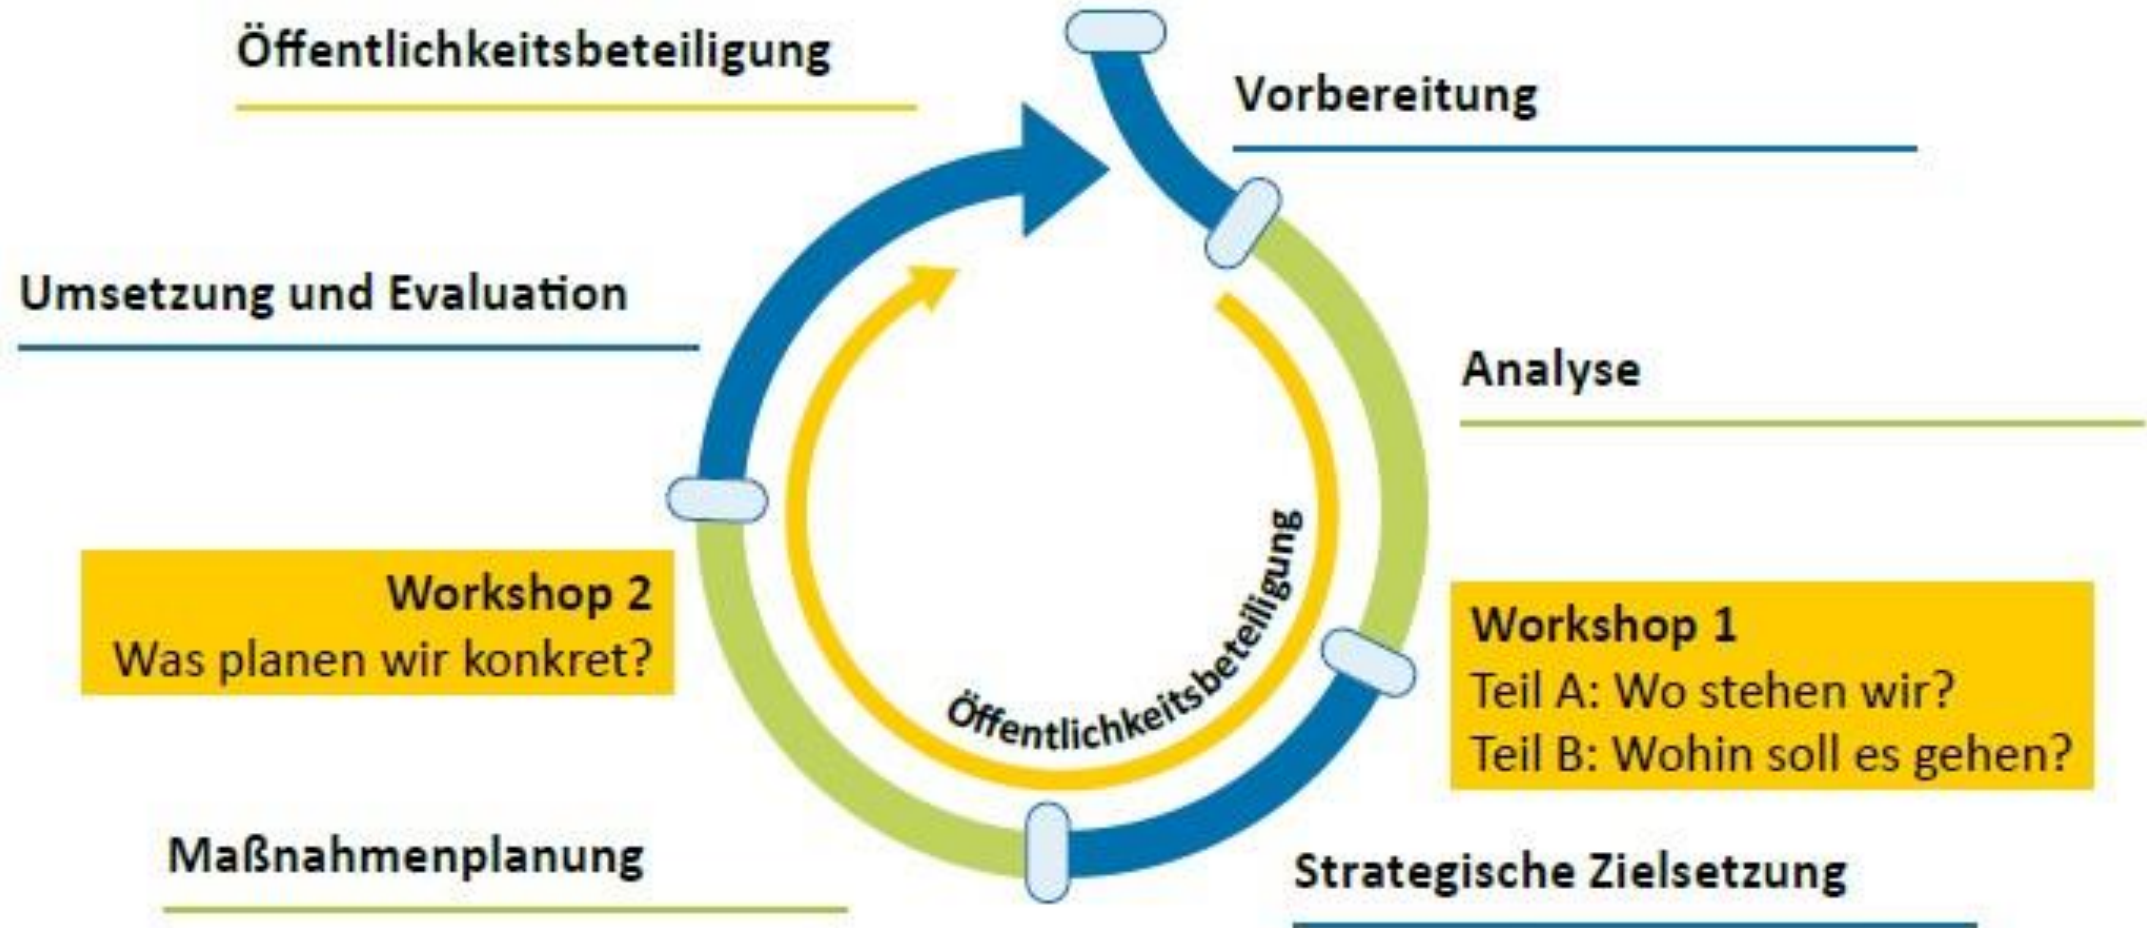 Öffentlichkeitsbeteiligung
Vorbereitung
Umsetzung und Evaluation
Analyse
Workshop 2
Was planen wir konkret?
Workshop 1
Teil A: Wo stehen wir?
Teil B: Wohin soll es gehen?
Öffentlichkeitsbeteiligung
Maßnahmenplanung
Strategische Zielsetzung